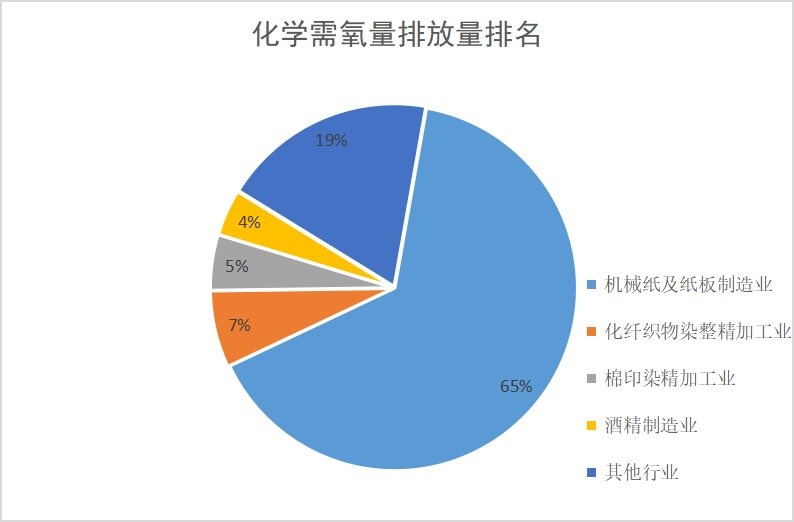 化学需氧量排放量排名
19%
4%
5%
7%
65%
机械纸及纸板制造业
化纤织物染整精加工业
棉印染精加工业
酒精制造业
其他行业